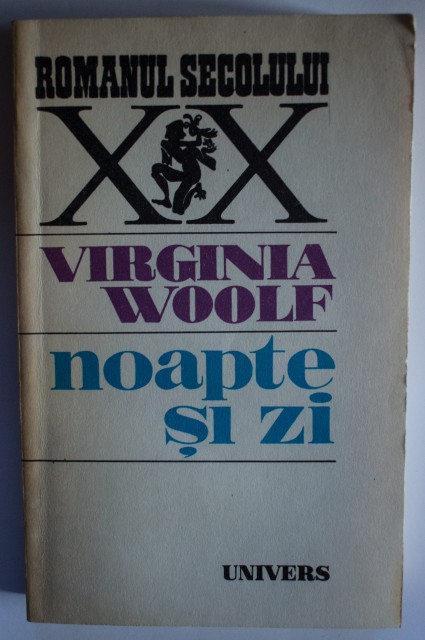 ROMANUL SECOLULUI
XX
VIRGINIA
WOOLF
noapte
și zi
UNIVERS